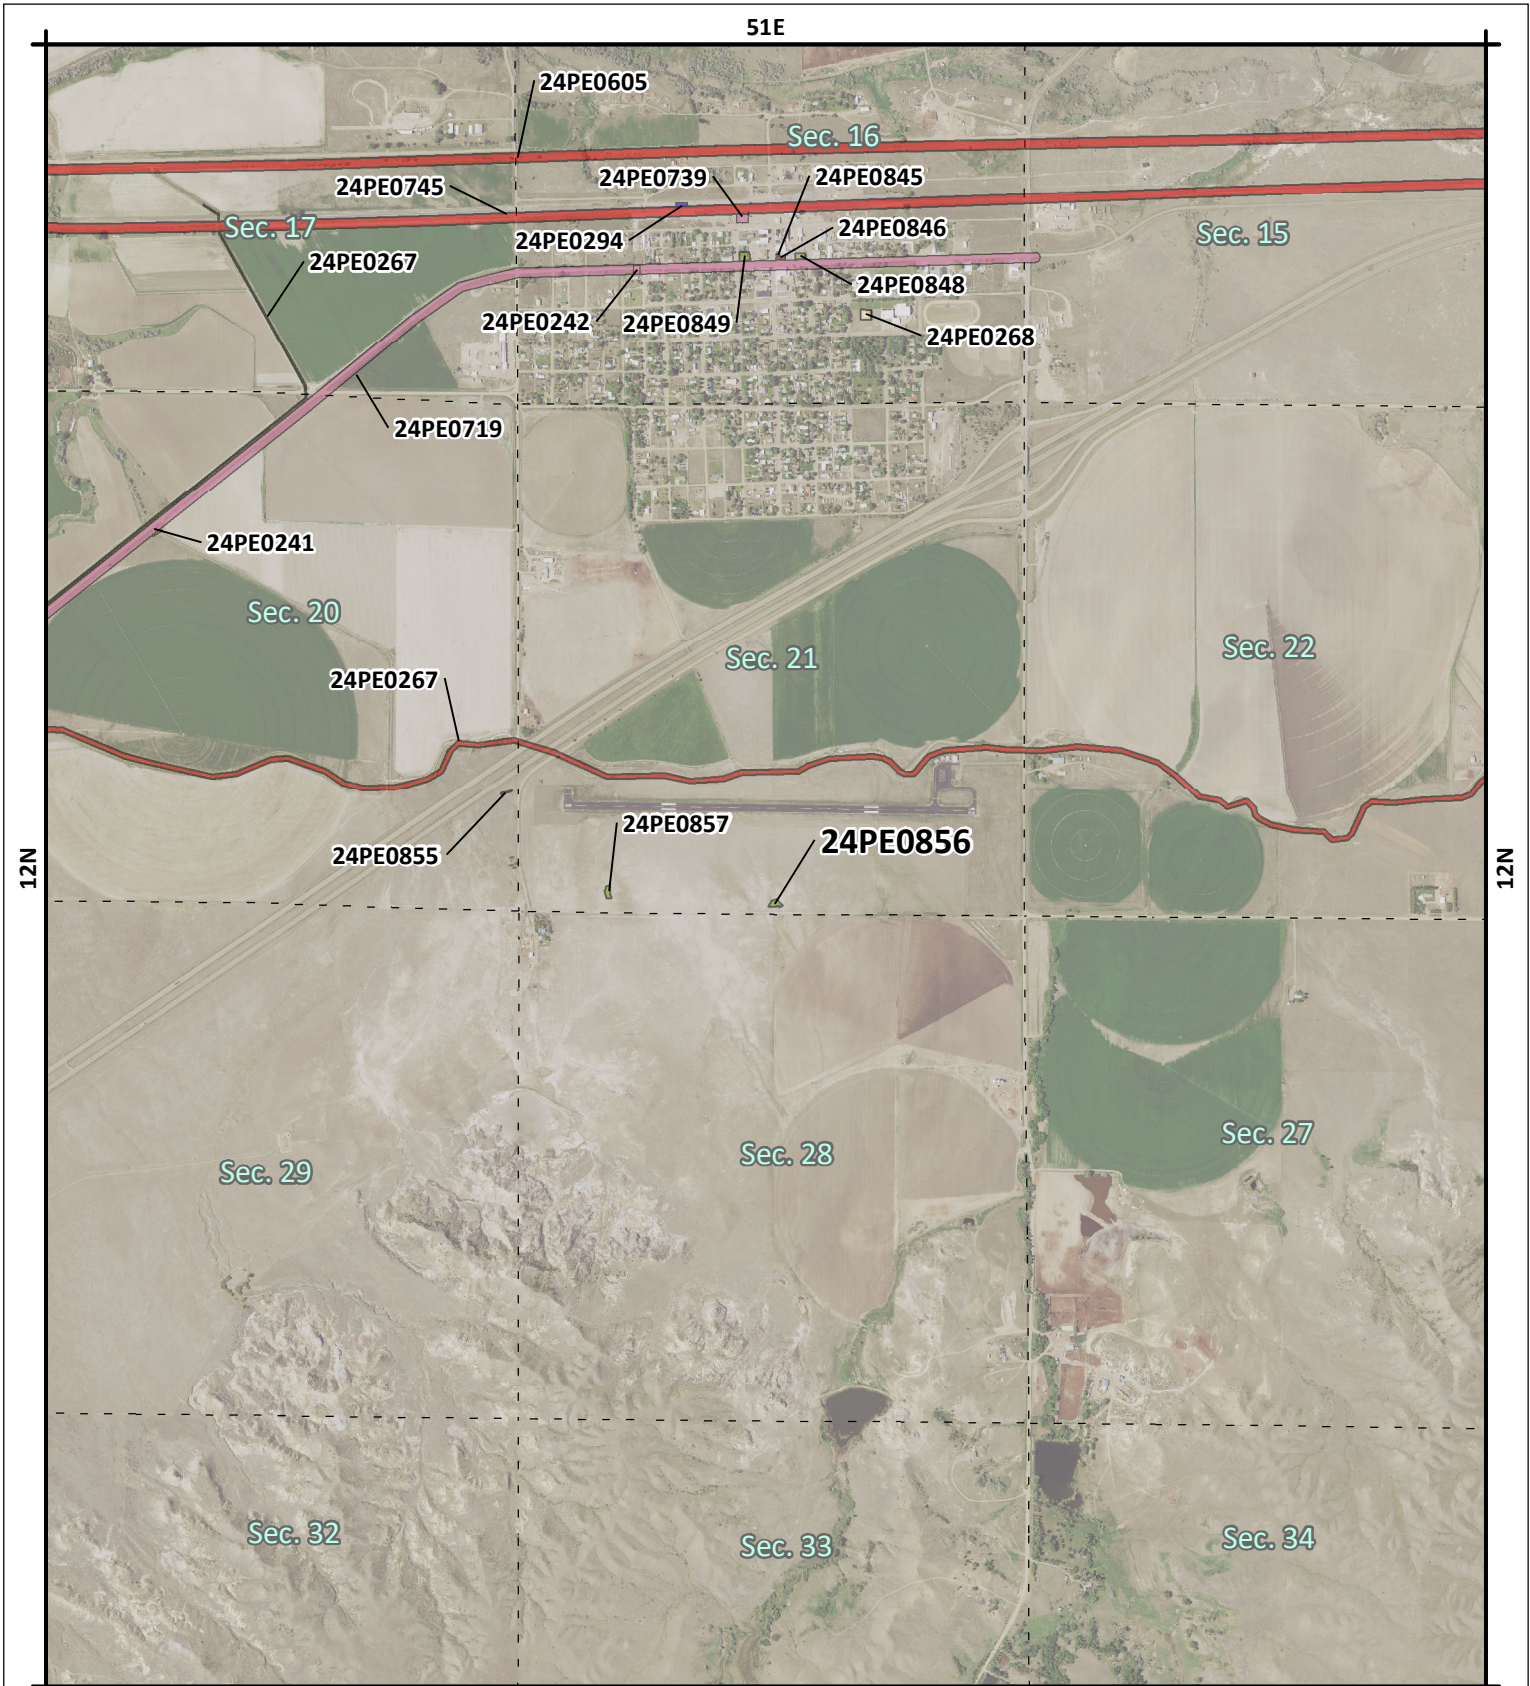 51E
24PE0605
Sec. 16
24PE0745
24PE0739
24PE0845
Sec. 17
24PE0294
24PE0846
Sec. 15
24PE0267
24PE0848
24PE0242
24PE0849
24PE0268
24PE0719
24PE0241
Sec. 20
Sec. 21
Sec. 22
24PE0267
24PE0857
24PE0856
24PE0855
12N
12N
Sec. 29
Sec. 28
Sec. 27
Sec. 32
Sec. 33
Sec. 34